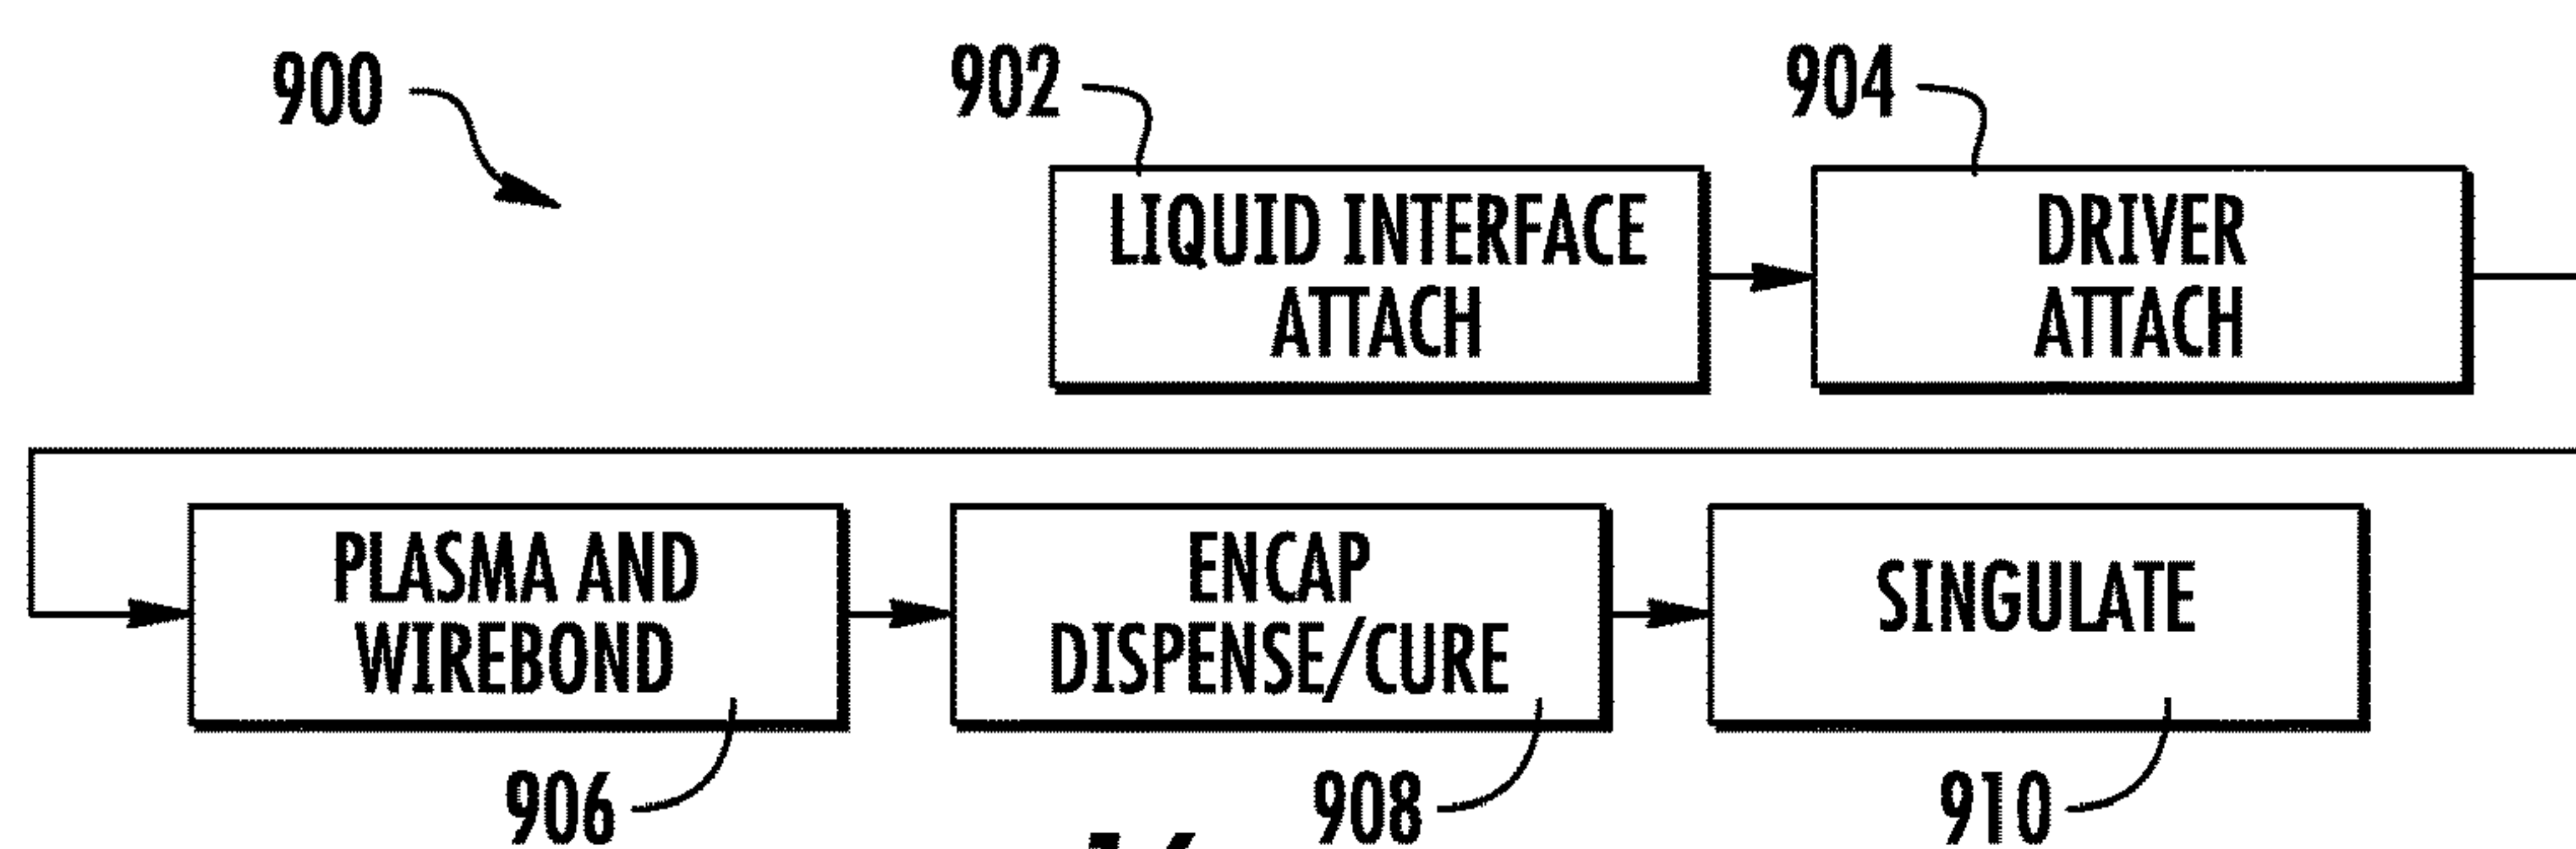 900
902
904
LIQUID INTERFACE
ATTACH
DRIVER
ATTACH
PLASMA AND
WIREBOND
ENCAP
DISPENSE/CURE
SINGULATE
906
908
910